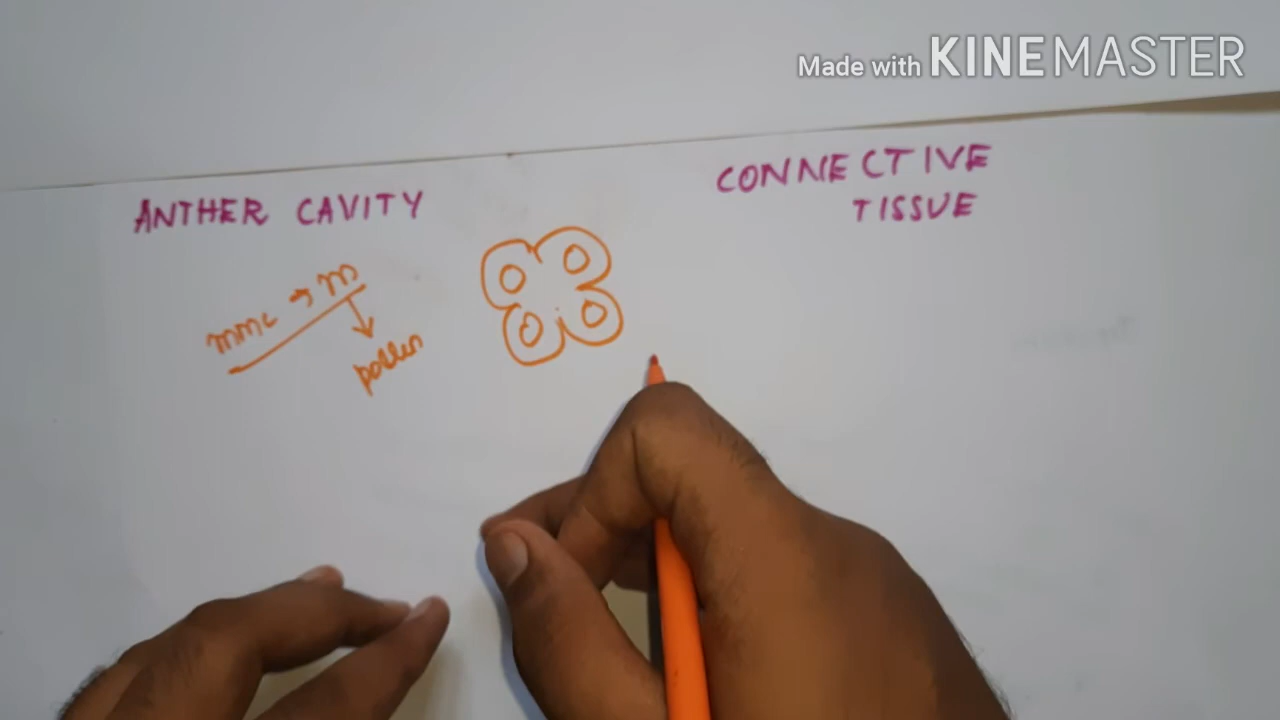 Made with KINEMASTER
ANTHER CAVITY
CONNECTIVE
TISSUE
mmc → m
pollen